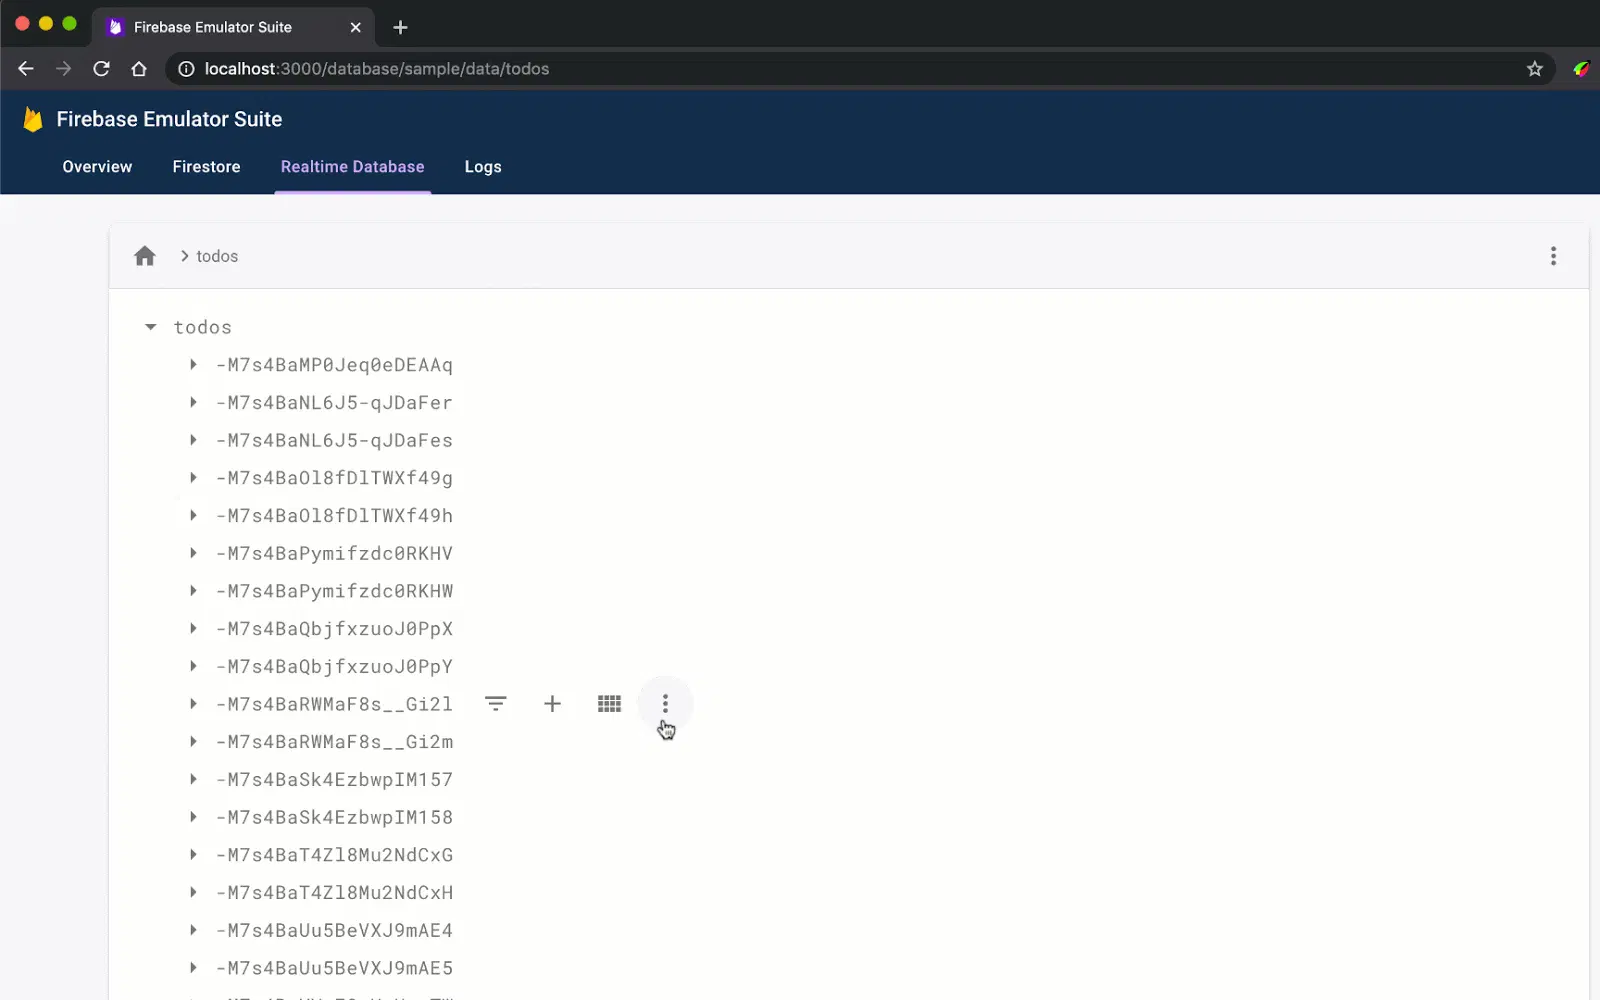 Firebase Emulator Suite
localhost:3000/database/sample/data/todos
Firebase Emulator Suite
Overview Firestore Realtime Database Logs
todos
todos
-M7s4BaMP0Jeq0eDEAAq
-M7s4BaNL6J5-qJDaFer
-M7s4BaNL6J5-qJDaFes
-M7s4BaOl8fDlTWXf49g
-M7s4BaOl8fDlTWXf49h
-M7s4BaPymifzdc0RKHV
-M7s4BaPymifzdc0RKHW
-M7s4BaQbjfxzuoJ0PpX
-M7s4BaQbjfxzuoJ0PpY
-M7s4BaRWMaF8s__Gi2l
-M7s4BaRWMaF8s__Gi2m
-M7s4BaSk4EzbwpIM157
-M7s4BaSk4EzbwpIM158
-M7s4BaT4Zl8Mu2NdCxG
-M7s4BaT4Zl8Mu2NdCxH
-M7s4BaUu5BeVXJ9mAE4
-M7s4BaUu5BeVXJ9mAE5